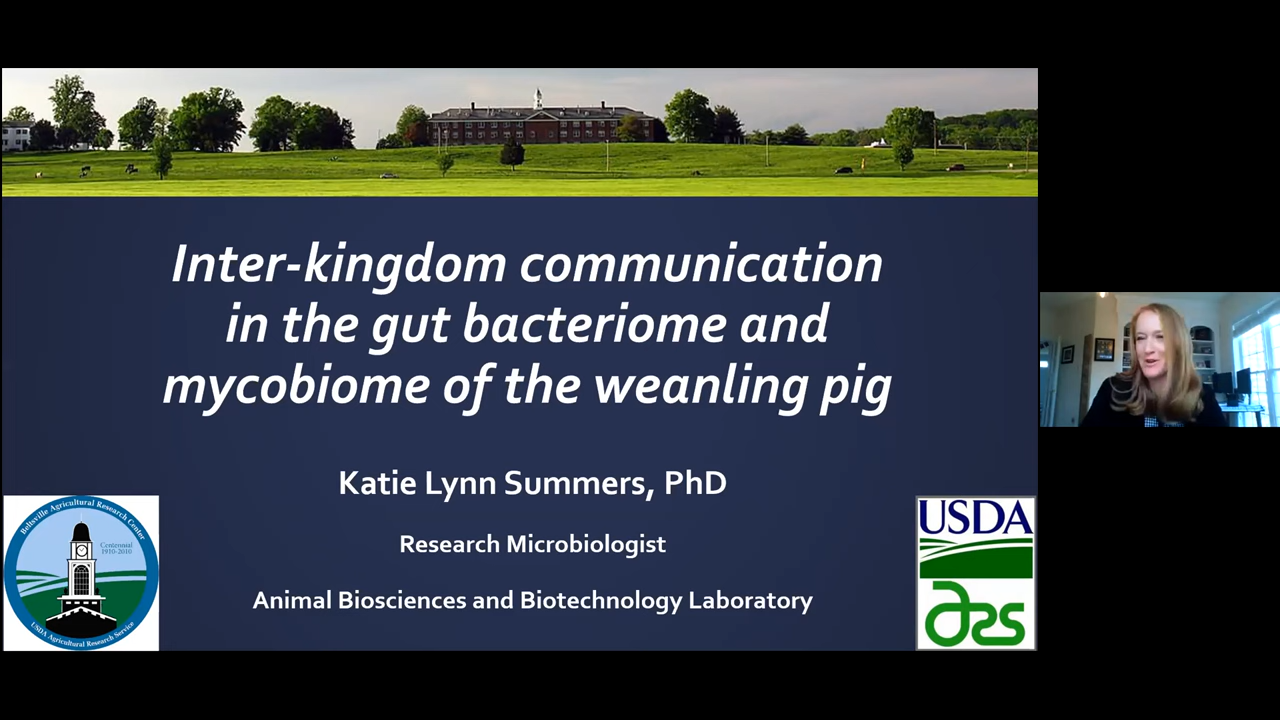 Inter-kingdom communication
in the gut bacteriome and
mycobiome of the weanling pig
Katie Lynn Summers, PhD
Research Microbiologist
Animal Biosciences and Biotechnology Laboratory
Beltsville Agricultural Research Center
Centennial
1910-2010
USDA Agricultural Research Service
USDA
ars